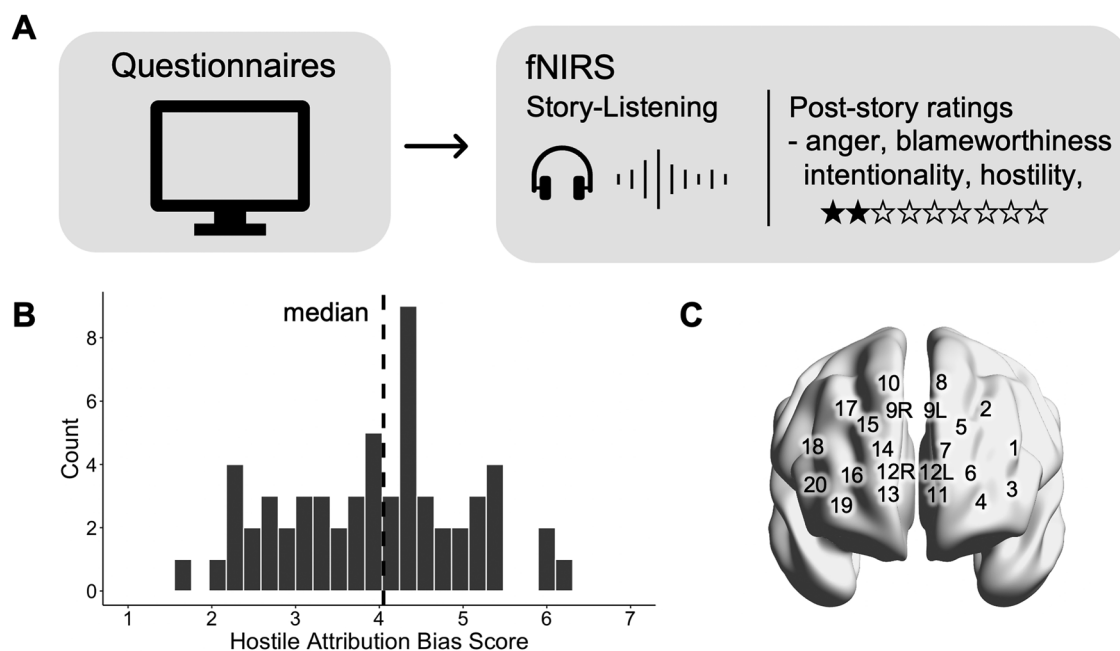 A
Questionnaires
fNIRS
Story-Listening
Post-story ratings
- anger, blameworthiness
intentionality, hostility,
B
median
Count
8
6
4
2
0
1 2 3 4 5 6 7
Hostile Attribution Bias Score
C
10 8
17 9R 9L 2
15 5
18 14 7 1
16 12R 12L 6
20 13 11 3
19 4